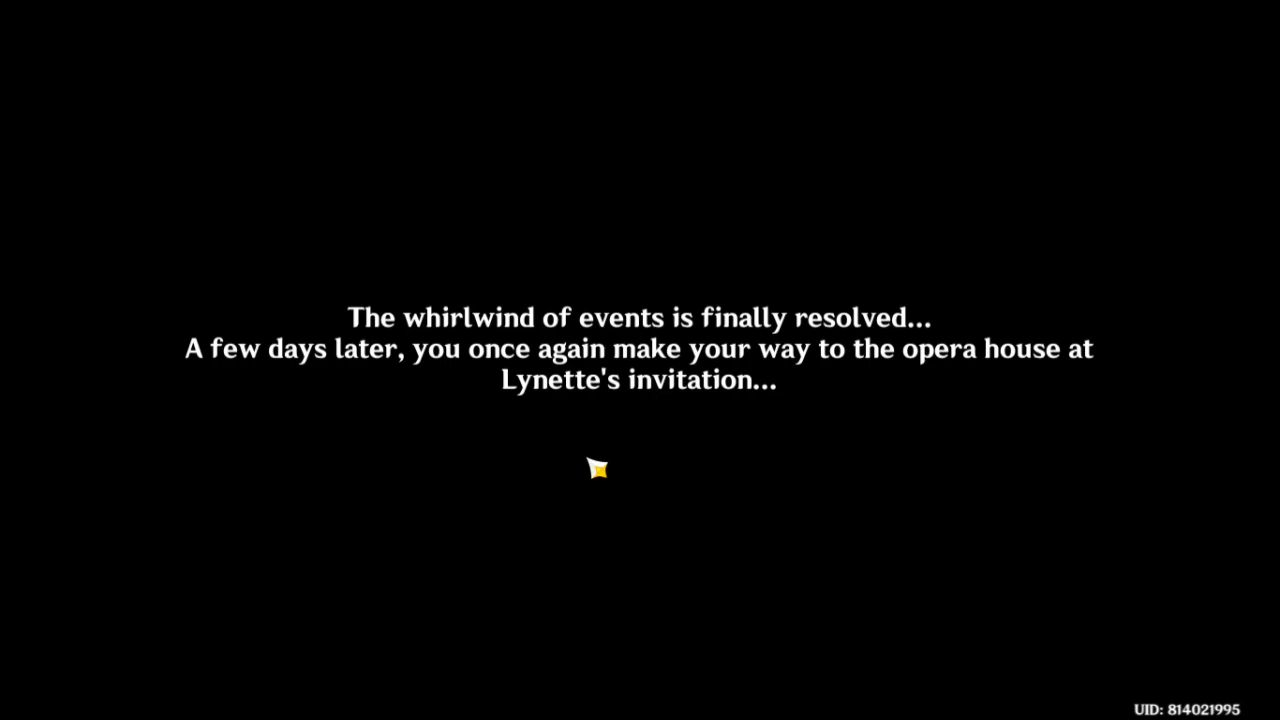 The whirlwind of events is finally resolved...
A few days later, you once again make your way to the opera house at
Lynette's invitation...
UID: 814021995